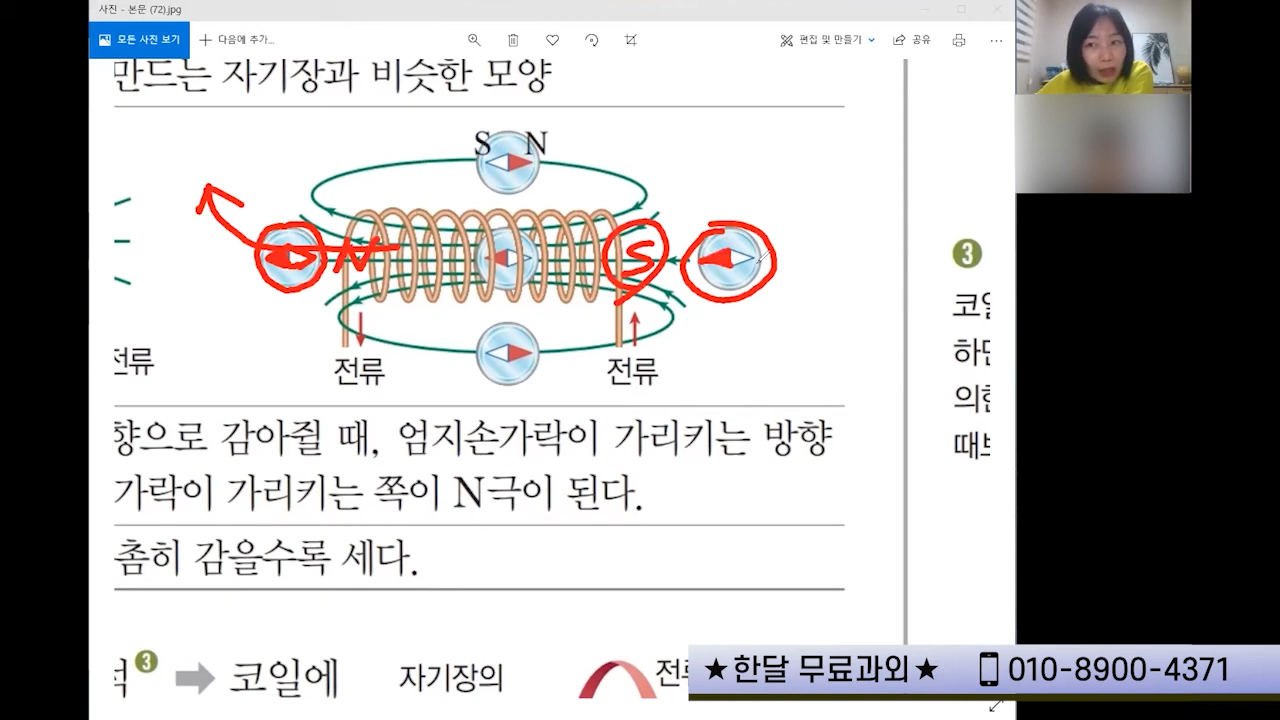 사진 - 본문 (72).jpg
모든 사진 보기
다음에 추가...
편집 및 만들기
공유
만드는 자기장과 비슷한 모양
S N
N S
3
코일
하면
전류 전류 전류
향으로 감아쥘 때, 엄지손가락이 가리키는 방향
가락이 가리키는 쪽이 N극이 된다.
촘히 감을수록 세다.
3 코일에 자기장의 전류
★한달 무료과외★ 010-8900-4371